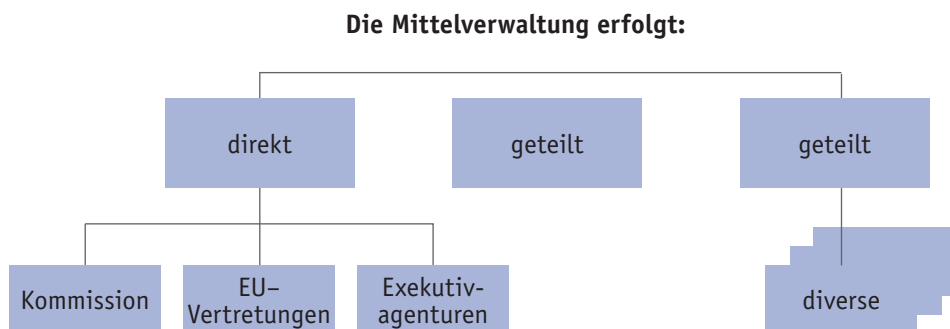 Die Mittelverwaltung erfolgt:
direkt
geteilt
geteilt
Kommission
EU–
Vertretungen
Exekutiv-
agenturen
diverse